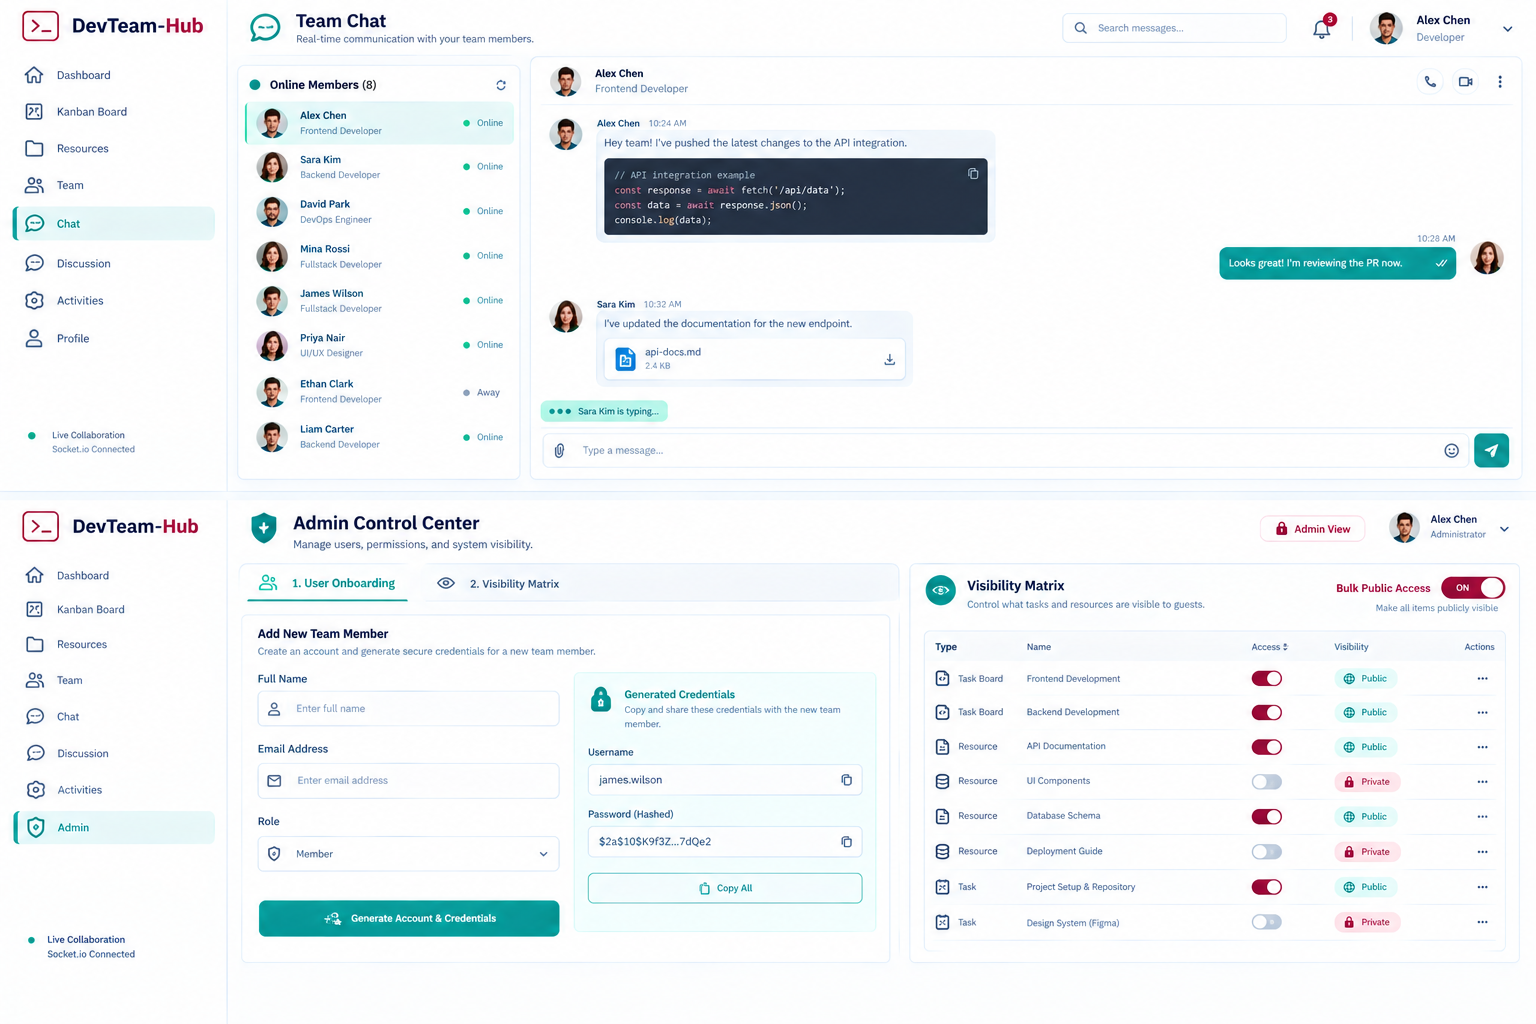 >_ DevTeam-Hub
Dashboard
Kanban Board
Resources
Team
Chat
Discussion
Activities
Profile
Live Collaboration
Socket.io Connected
Team Chat
Real-time communication with your team members.
Search messages...
3
Alex Chen
Developer
Online Members (8)
Alex Chen
Frontend Developer
Online
Sara Kim
Backend Developer
Online
David Park
DevOps Engineer
Online
Mina Rossi
Fullstack Developer
Online
James Wilson
Fullstack Developer
Online
Priya Nair
UI/UX Designer
Online
Ethan Clark
Frontend Developer
Away
Liam Carter
Backend Developer
Online
Alex Chen
Frontend Developer
Alex Chen 10:24 AM
Hey team! I've pushed the latest changes to the API integration.
// API integration example
const response = await fetch('/api/data');
const data = await response.json();
console.log(data);
10:28 AM
Looks great! I'm reviewing the PR now.
Sara Kim 10:32 AM
I've updated the documentation for the new endpoint.
api-docs.md
2.4 KB
Sara Kim is typing...
Type a message...
>_ DevTeam-Hub
Dashboard
Kanban Board
Resources
Team
Chat
Discussion
Activities
Admin
Live Collaboration
Socket.io Connected
Admin Control Center
Manage users, permissions, and system visibility.
Admin View
Alex Chen
Administrator
1. User Onboarding
2. Visibility Matrix
Add New Team Member
Create an account and generate secure credentials for a new team member.
Full Name
Enter full name
Email Address
Enter email address
Role
Member
Generate Account & Credentials
Generated Credentials
Copy and share these credentials with the new team
member.
Username
james.wilson
Password (Hashed)
$2a$10$K9f3Z...7dQe2
Copy All
Visibility Matrix
Control what tasks and resources are visible to guests.
Bulk Public Access ON
Make all items publicly visible
Type Name Access Visibility Actions
Task Board Frontend Development Public
Task Board Backend Development Public
Resource API Documentation Public
Resource UI Components Private
Resource Database Schema Public
Resource Deployment Guide Private
Task Project Setup & Repository Public
Task Design System (Figma) Private